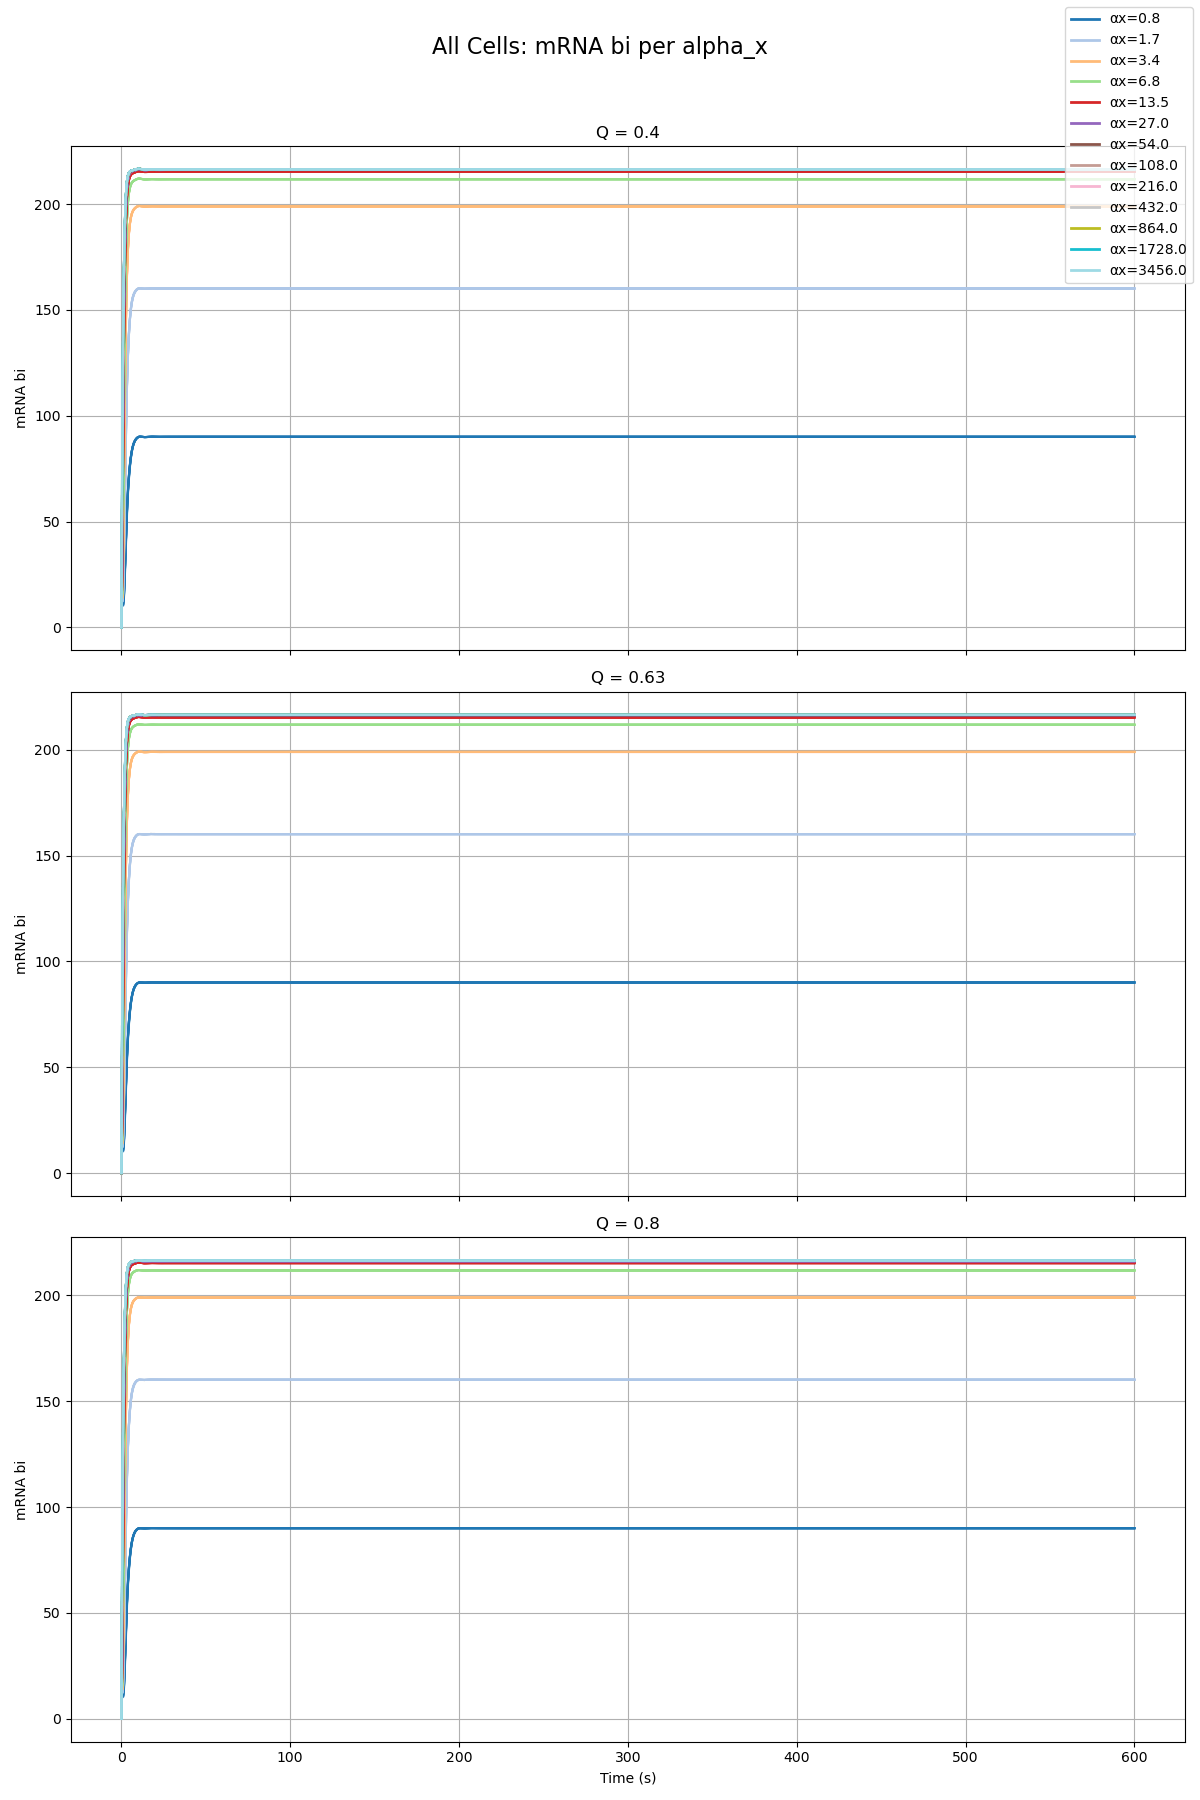 All Cells: mRNA bi per alpha_x
αx=0.8
αx=1.7
αx=3.4
αx=6.8
αx=13.5
αx=27.0
αx=54.0
αx=108.0
αx=216.0
αx=432.0
αx=864.0
αx=1728.0
αx=3456.0
Q = 0.4
mRNA bi
200
150
100
50
0
Q = 0.63
mRNA bi
200
150
100
50
0
Q = 0.8
mRNA bi
200
150
100
50
0
0 100 200 300 400 500 600
Time (s)